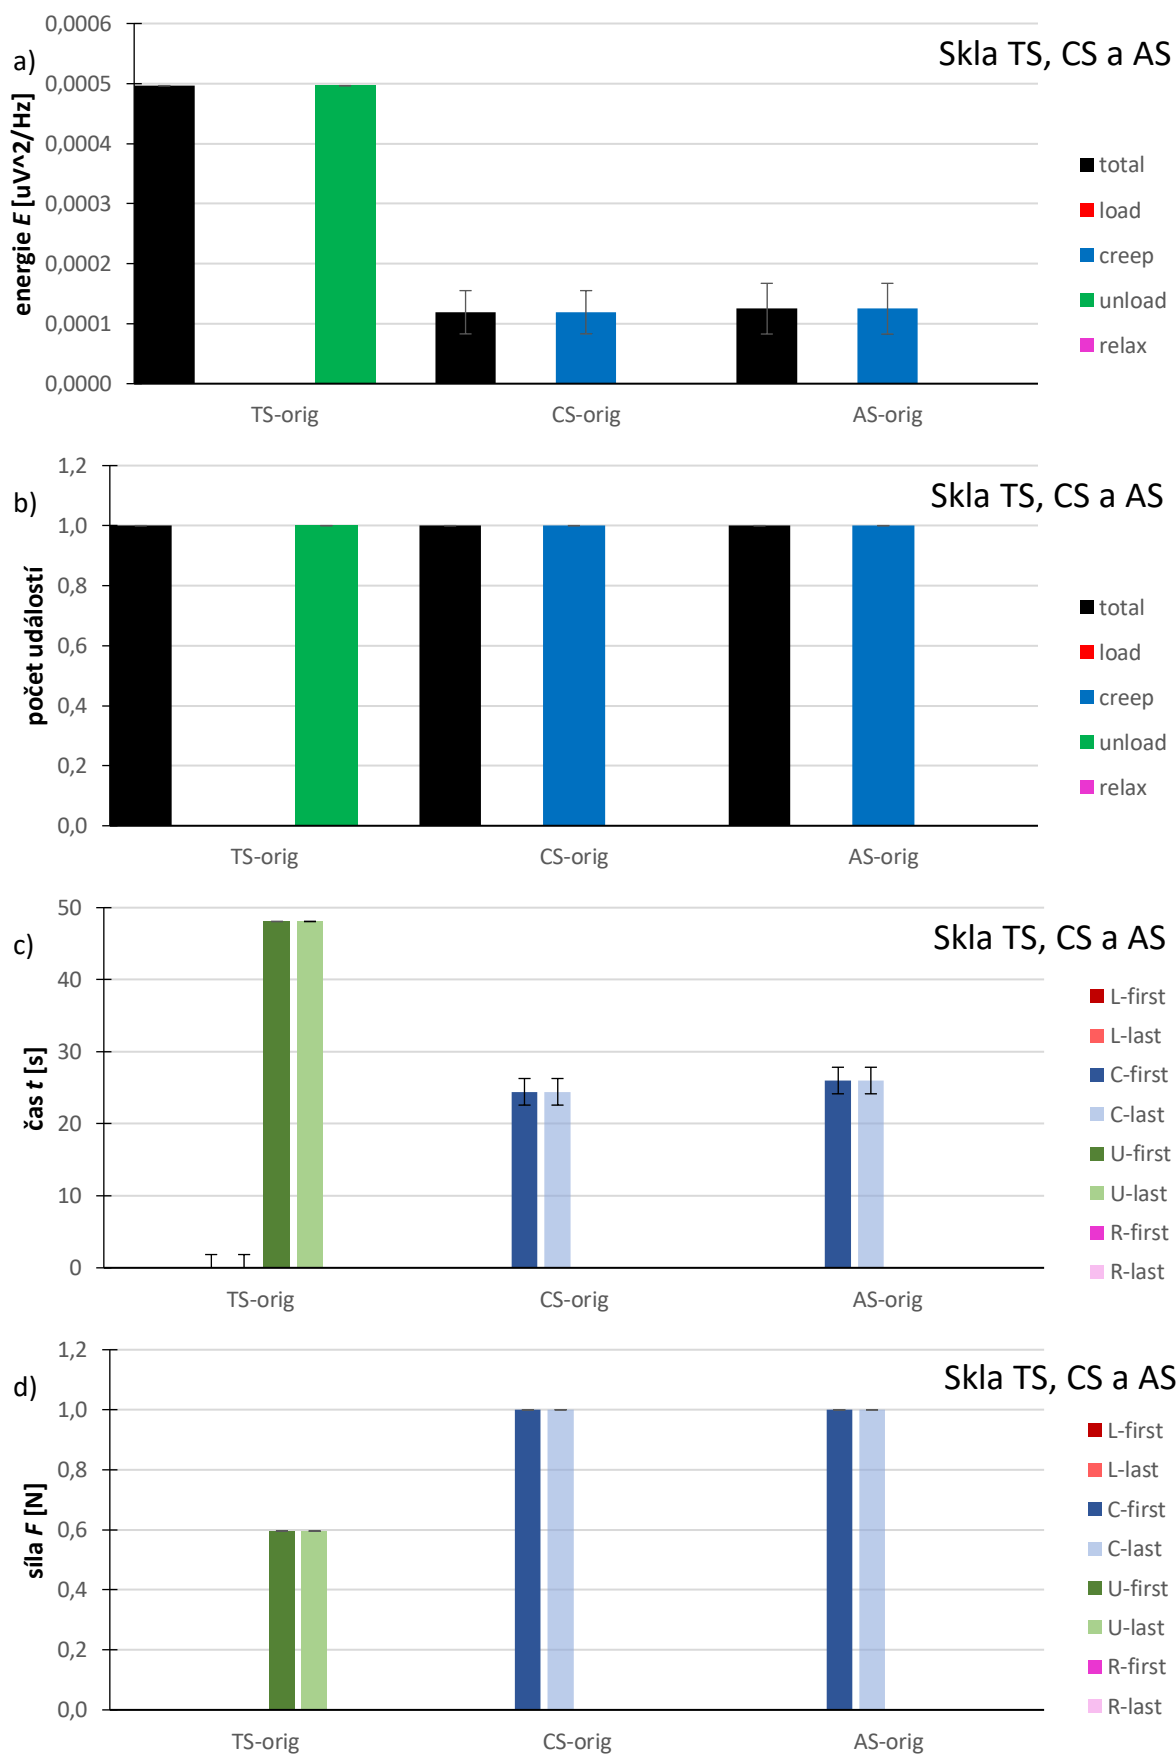 a)
Skla TS, CS a AS
energie E [uV^2/Hz]
0,0006
0,0005
0,0004
0,0003
0,0002
0,0001
0,0000
TS-orig
CS-orig
AS-orig
total
load
creep
unload
relax
b)
Skla TS, CS a AS
počet událostí
1,2
1,0
0,8
0,6
0,4
0,2
0,0
TS-orig
CS-orig
AS-orig
total
load
creep
unload
relax
c)
Skla TS, CS a AS
čas t [s]
50
40
30
20
10
0
TS-orig
CS-orig
AS-orig
L-first
L-last
C-first
C-last
U-first
U-last
R-first
R-last
d)
Skla TS, CS a AS
síla F [N]
1,2
1,0
0,8
0,6
0,4
0,2
0,0
TS-orig
CS-orig
AS-orig
L-first
L-last
C-first
C-last
U-first
U-last
R-first
R-last